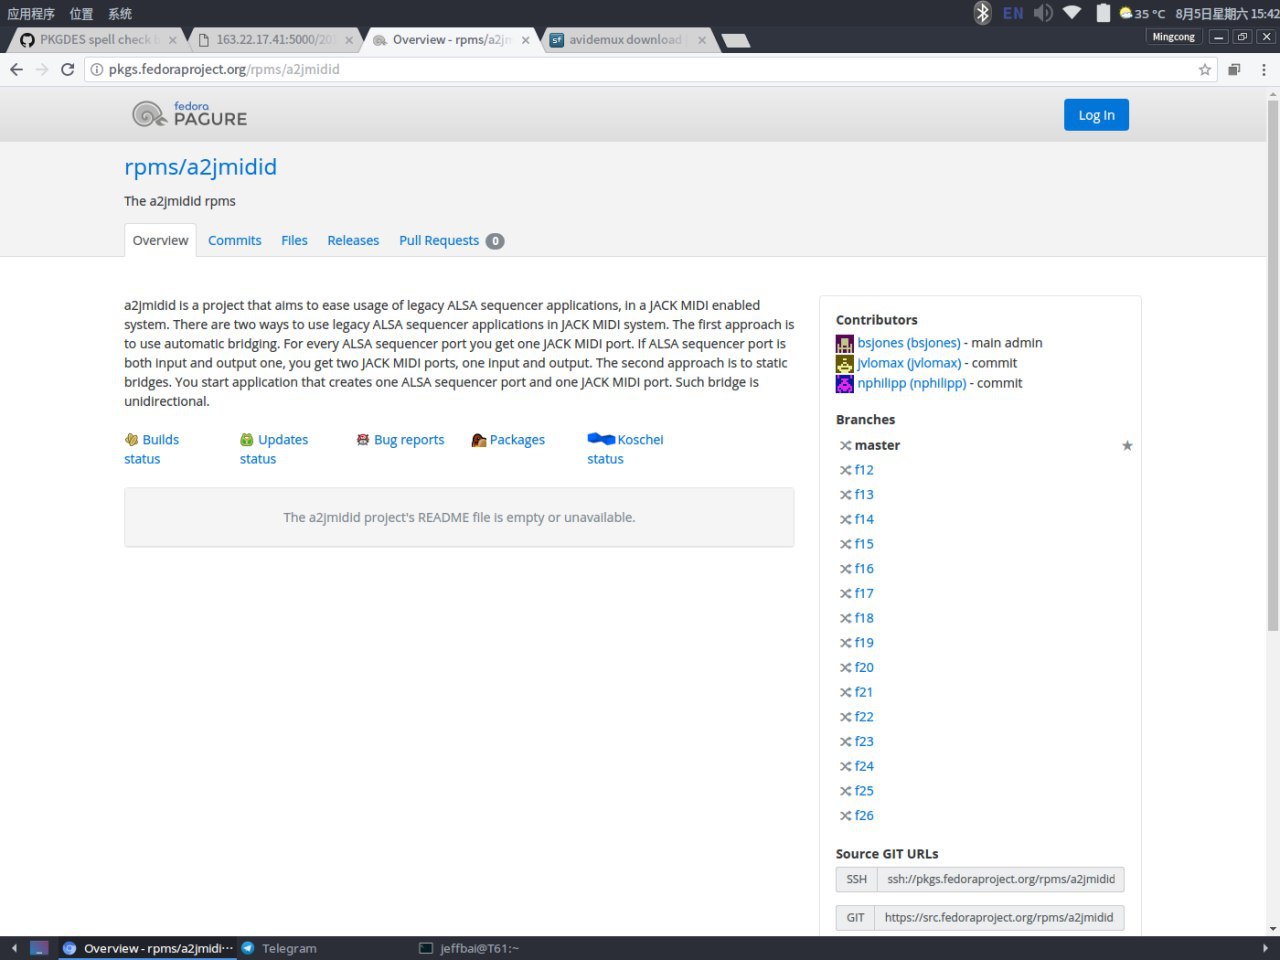 应用程序 位置 系统
EN 35 °C 8月5日星期六 15:42
PKGDES spell check
163.22.17.41:5000/20
Overview - rpms/a2jm
avidemux download
Mingcong
pkgs.fedoraproject.org/rpms/a2jmidid
fedora
PAGURE
Log In
rpms/a2jmidid
The a2jmidid rpms
Overview Commits Files Releases Pull Requests 0
a2jmidid is a project that aims to ease usage of legacy ALSA sequencer applications, in a JACK MIDI enabled
system. There are two ways to use legacy ALSA sequencer applications in JACK MIDI system. The first approach is
to use automatic bridging. For every ALSA sequencer port you get one JACK MIDI port. If ALSA sequencer port is
both input and output one, you get two JACK MIDI ports, one input and output. The second approach is to static
bridges. You start application that creates one ALSA sequencer port and one JACK MIDI port. Such bridge is
unidirectional.
Builds
status
Updates
status
Bug reports
Packages
Koschei
status
The a2jmidid project's README file is empty or unavailable.
Contributors
bsjones (bsjones) - main admin
jvlomax (jvlomax) - commit
nphilipp (nphilipp) - commit
Branches
master
f12
f13
f14
f15
f16
f17
f18
f19
f20
f21
f22
f23
f24
f25
f26
Source GIT URLs
SSH ssh://pkgs.fedoraproject.org/rpms/a2jmidid
GIT https://src.fedoraproject.org/rpms/a2jmidid
Overview - rpms/a2jmidi···
Telegram
jeffbai@T61:~